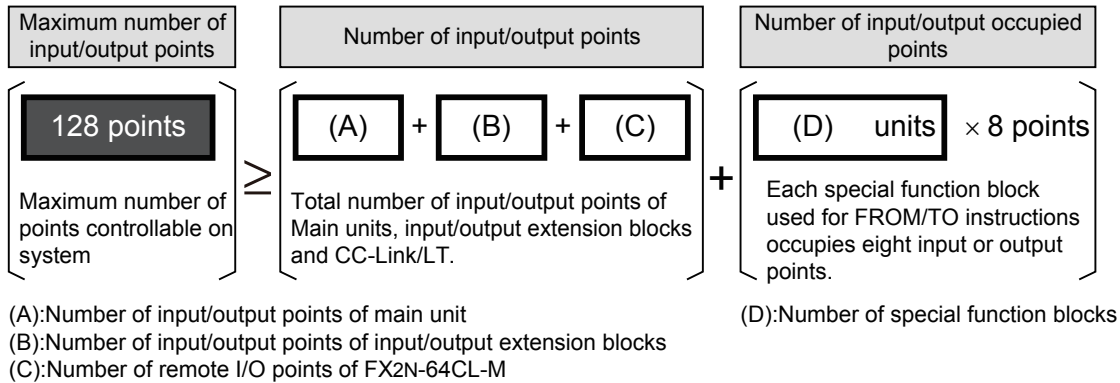 Maximum number of
input/output points
Number of input/output points
Number of input/output occupied
points
128 points
≥
(A) + (B) + (C)
+
(D) units × 8 points
Maximum number of
points controllable on
system
Total number of input/output points of
Main units, input/output extension blocks
and CC-Link/LT.
Each special function block
used for FROM/TO instructions
occupies eight input or output
points.
(A):Number of input/output points of main unit
(B):Number of input/output points of input/output extension blocks
(C):Number of remote I/O points of FX2N-64CL-M
(D):Number of special function blocks